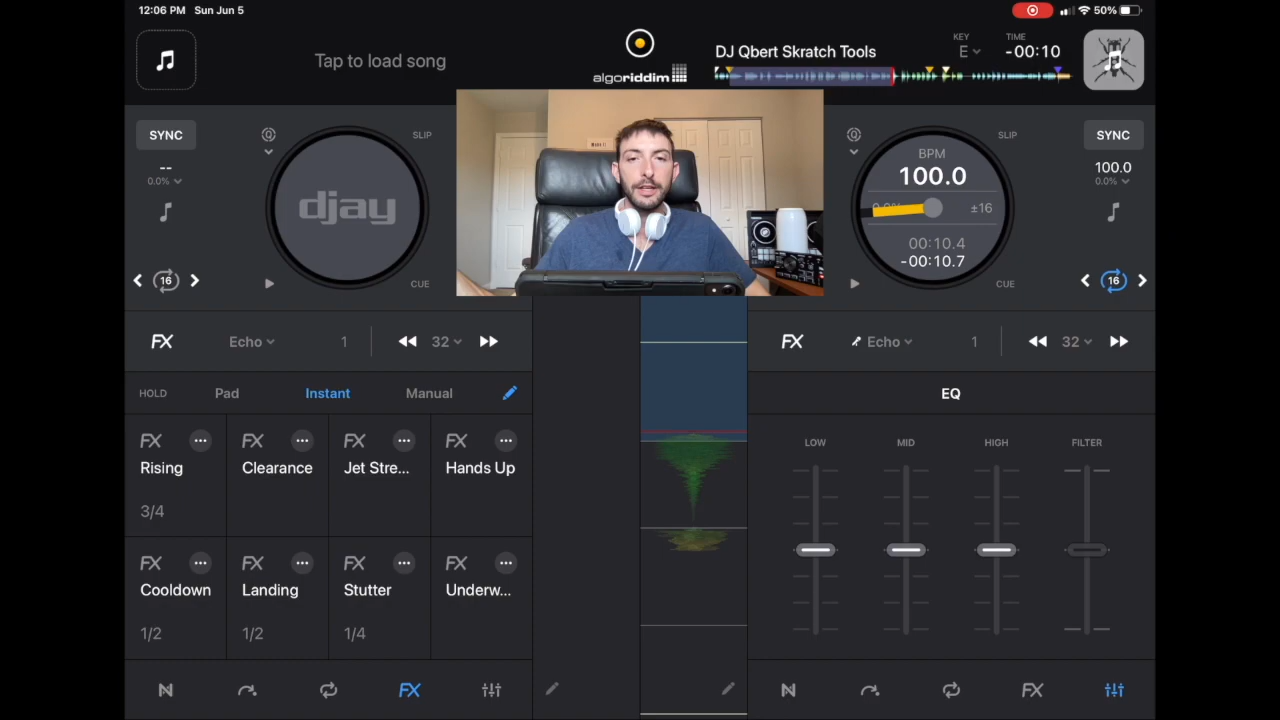 12:06 PM Sun Jun 5
50%
Tap to load song
algoriddim
DJ Qbert Skratch Tools
KEY
E
TIME
-00:10
SYNC
--
0.0%
SLIP
djay
16
CUE
SLIP
BPM
100.0
±16
00:10.4
-00:10.7
CUE
SYNC
100.0
0.0%
16
FX Echo 1 32
FX Echo 1 32
HOLD Pad Instant Manual
EQ
FX FX FX FX
Rising Clearance Jet Stre... Hands Up
3/4
FX FX FX FX
Cooldown Landing Stutter Underw...
1/2 1/2 1/4
LOW MID HIGH FILTER
FX
FX